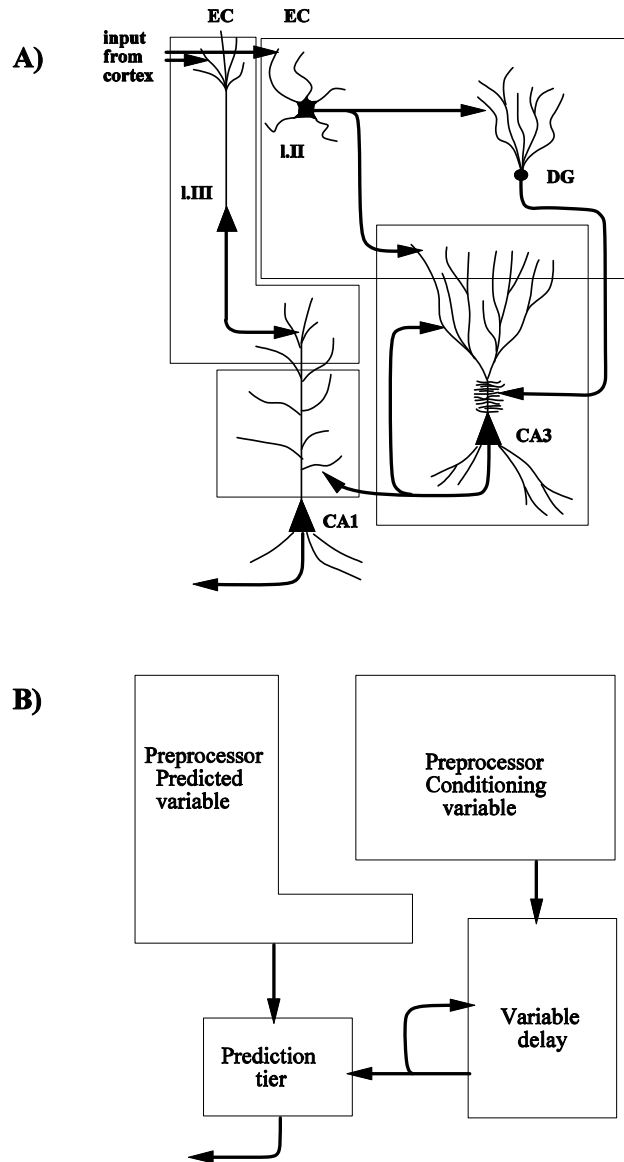 A)
EC
EC
input
from
cortex
l.II
l.III
DG
CA3
CA1
B)
Preprocessor
Predicted
variable
Preprocessor
Conditioning
variable
Variable
delay
Prediction
tier